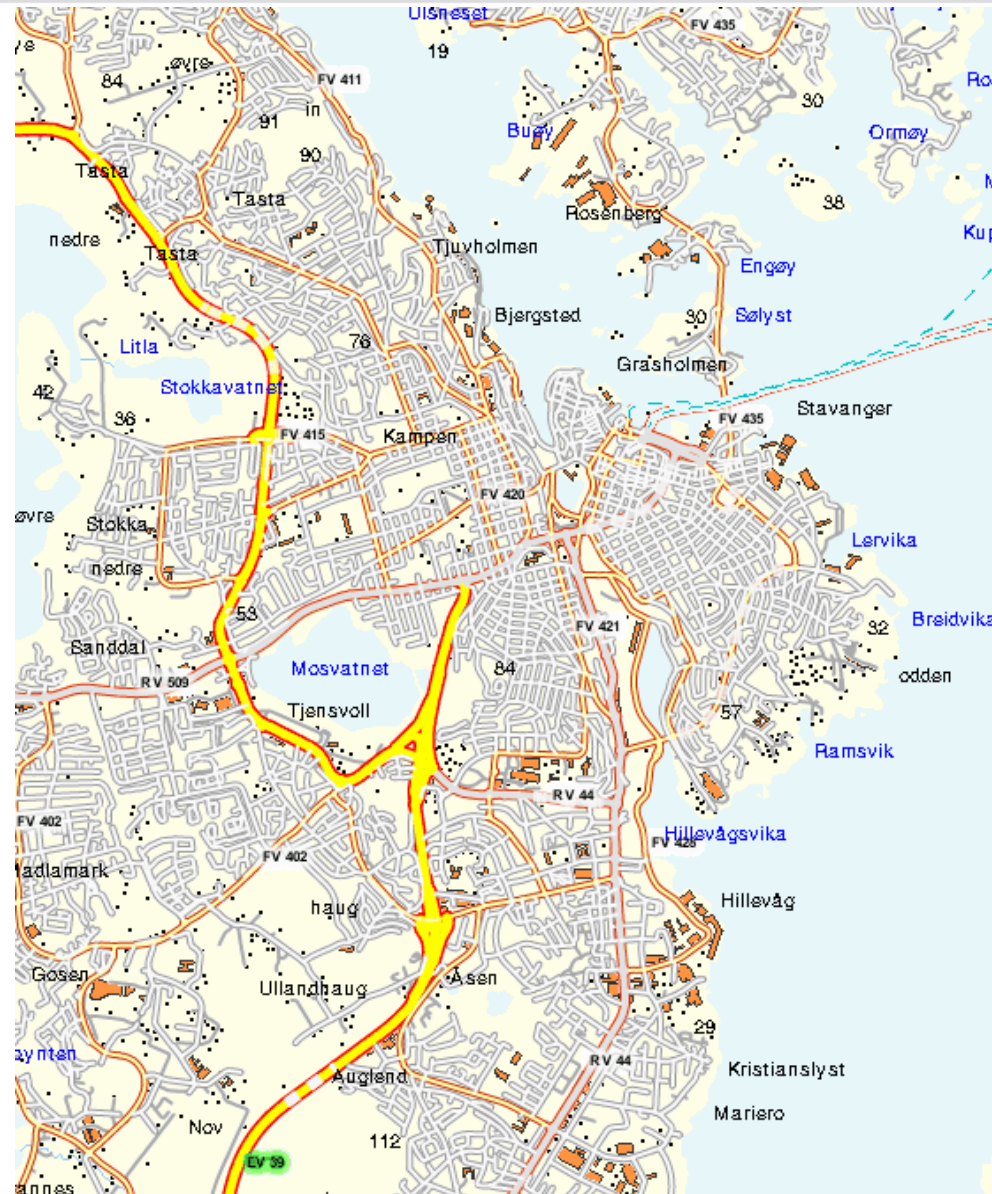 Ulsneset
FV 435
19
øvre
84
FV 411
in
91
30
Buøy
Ormøy
90
Tasta
Tasta
38
Rosenberg
nedre
Tjuvholmen
Tasta
Engøy
Bjergsted
30
Sølyst
76
Litla
Grasholmen
Stokkavatnet
42
Stavanger
36
FV 435
FV 415
Kampen
FV 420
øvre
Stokka
Lervika
nedre
53
Breidvika
FV 421
32
Sanddal
Mosvatnet
84
odden
RV 509
Tjensvoll
57
Ramsvik
RV 44
FV 402
Hillevågsvika
FV 428
FV 402
Madlamark
Hillevåg
haug
Gosen
Åsen
Ullandhaug
29
RV 44
Kristianslyst
Auglend
Mariero
Nov
112
EV 39